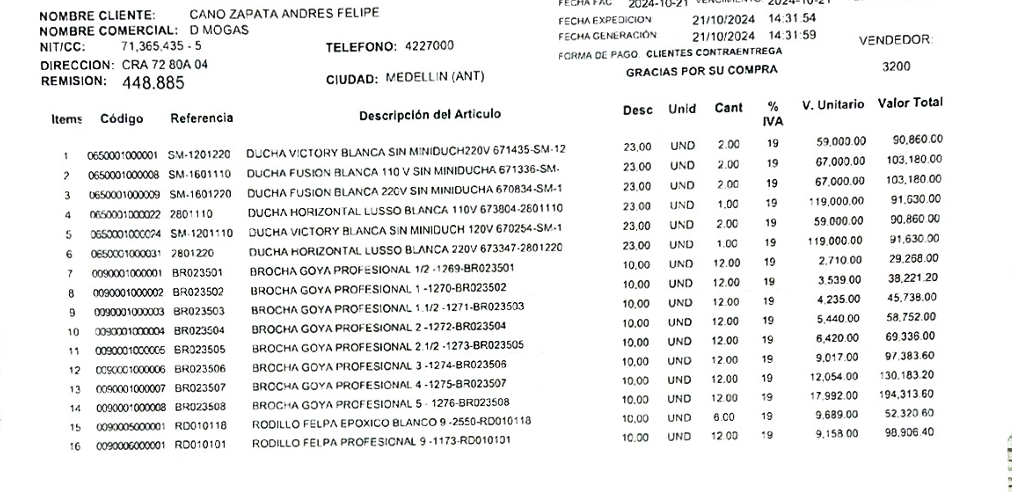 FECHA FAC 2024-10-21 VENCIMIENTO: 2024-10-21
NOMBRE CLIENTE: CANO ZAPATA ANDRES FELIPE
FECHA EXPEDICION 21/10/2024 14:31:54
NOMBRE COMERCIAL: D MOGAS
FECHA GENERACIÓN: 21/10/2024 14:31:59
NIT/CC: 71,365,435 - 5 TELEFONO: 4227000
VENDEDOR:
FORMA DE PAGO: CLIENTES CONTRAENTREGA
DIRECCION: CRA 72 80A 04
GRACIAS POR SU COMPRA 3200
REMISION: 448.885 CIUDAD: MEDELLIN (ANT)
Items Código Referencia Descripción del Articulo Desc Unid Cant % IVA V. Unitario Valor Total
1 0650001000001 SM-1201220 DUCHA VICTORY BLANCA SIN MINIDUCH220V 671435-SM-12 23,00 UND 2.00 19 59,000.00 90,860.00
2 0650001000008 SM-1601110 DUCHA FUSION BLANCA 110 V SIN MINIDUCHA 671336-SM- 23,00 UND 2.00 19 67,000.00 103,180.00
3 0650001000009 SM-1601220 DUCHA FUSION BLANCA 220V SIN MINIDUCHA 670834-SM-1 23,00 UND 2.00 19 67,000.00 103,180.00
4 0650001000022 2801110 DUCHA HORIZONTAL LUSSO BLANCA 110V 673804-2801110 23,00 UND 1.00 19 119,000.00 91,630.00
5 0650001000024 SM-1201110 DUCHA VICTORY BLANCA SIN MINIDUCH 120V 670254-SM-1 23,00 UND 2.00 19 59,000.00 90,860.00
6 0650001000031 2801220 DUCHA HORIZONTAL LUSSO BLANCA 220V 673347-2801220 23,00 UND 1.00 19 119,000.00 91,630.00
7 0090001000001 BR023501 BROCHA GOYA PROFESIONAL 1/2 -1269-BR023501 10,00 UND 12.00 19 2,710.00 29,268.00
8 0090001000002 BR023502 BROCHA GOYA PROFESIONAL 1 -1270-BR023502 10,00 UND 12.00 19 3,539.00 38,221.20
9 0090001000003 BR023503 BROCHA GOYA PROFESIONAL 1.1/2 -1271-BR023503 10,00 UND 12.00 19 4,235.00 45,738.00
10 0090001000004 BR023504 BROCHA GOYA PROFESIONAL 2 -1272-BR023504 10,00 UND 12.00 19 5,440.00 58,752.00
11 0090001000005 BR023505 BROCHA GOYA PROFESIONAL 2.1/2 -1273-BR023505 10,00 UND 12.00 19 6,420.00 69,336.00
12 0090001000006 BR023506 BROCHA GOYA PROFESIONAL 3 -1274-BR023506 10,00 UND 12.00 19 9,017.00 97,383.60
13 0090001000007 BR023507 BROCHA GOYA PROFESIONAL 4 -1275-BR023507 10,00 UND 12.00 19 12,054.00 130,183.20
14 0090001000008 BR023508 BROCHA GOYA PROFESIONAL 5 - 1276-BR023508 10,00 UND 12.00 19 17,992.00 194,313.60
15 0090005000001 RD010118 RODILLO FELPA EPOXICO BLANCO 9 -2550-RD010118 10,00 UND 6.00 19 9,689.00 52,320.60
16 0090006000001 RD010101 RODILLO FELPA PROFESIONAL 9 -1173-RD010101 10,00 UND 12.00 19 9,158.00 98,906.40